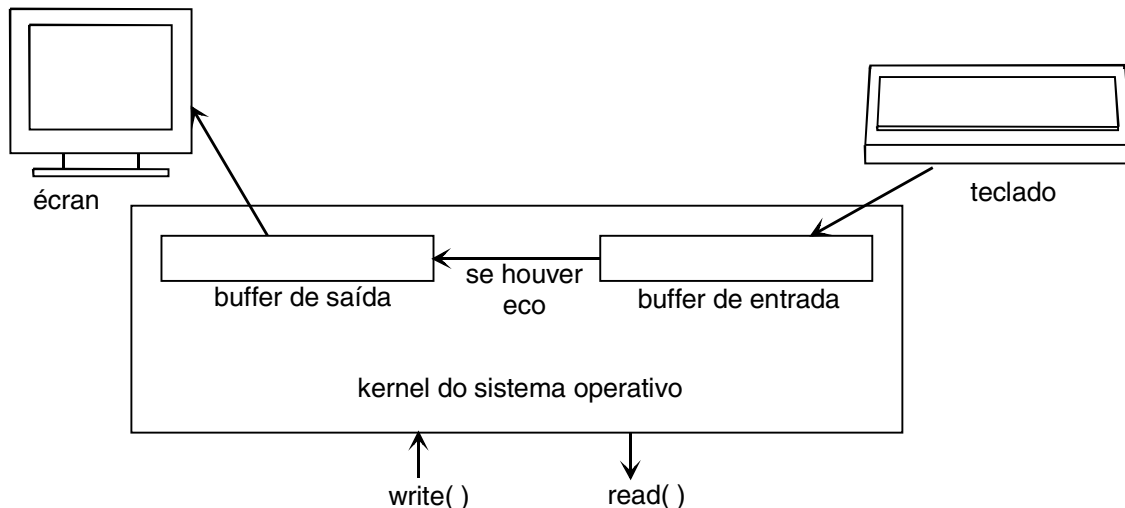 écran
teclado
buffer de saída
se houver
eco
buffer de entrada
kernel do sistema operativo
write( )
read( )